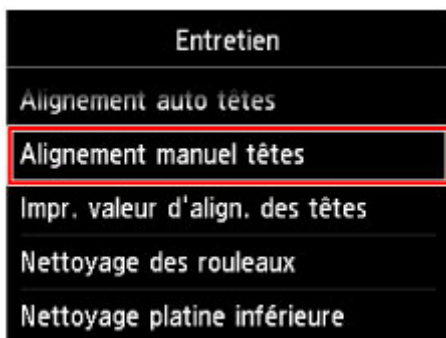 Entretien
Alignement auto têtes
Alignement manuel têtes
Impr. valeur d'align. des têtes
Nettoyage des rouleaux
Nettoyage platine inférieure